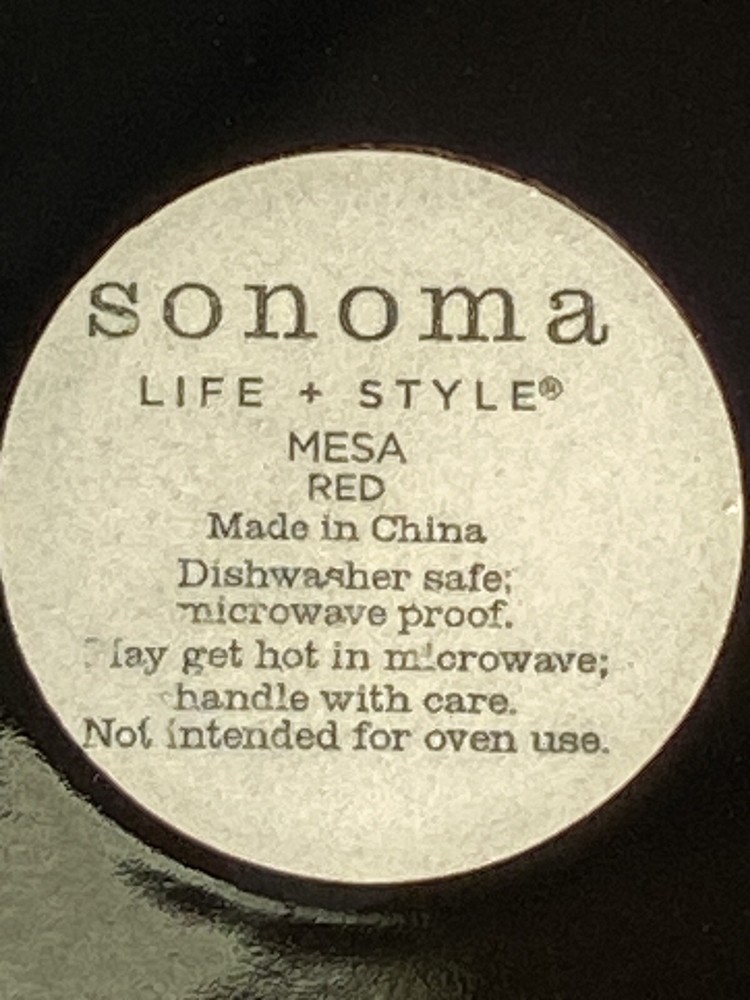 sonoma
LIFE + STYLE®
MESA
RED
Made in China
Dishwasher safe;
microwave proof.
May get hot in microwave;
handle with care.
Not intended for oven use.